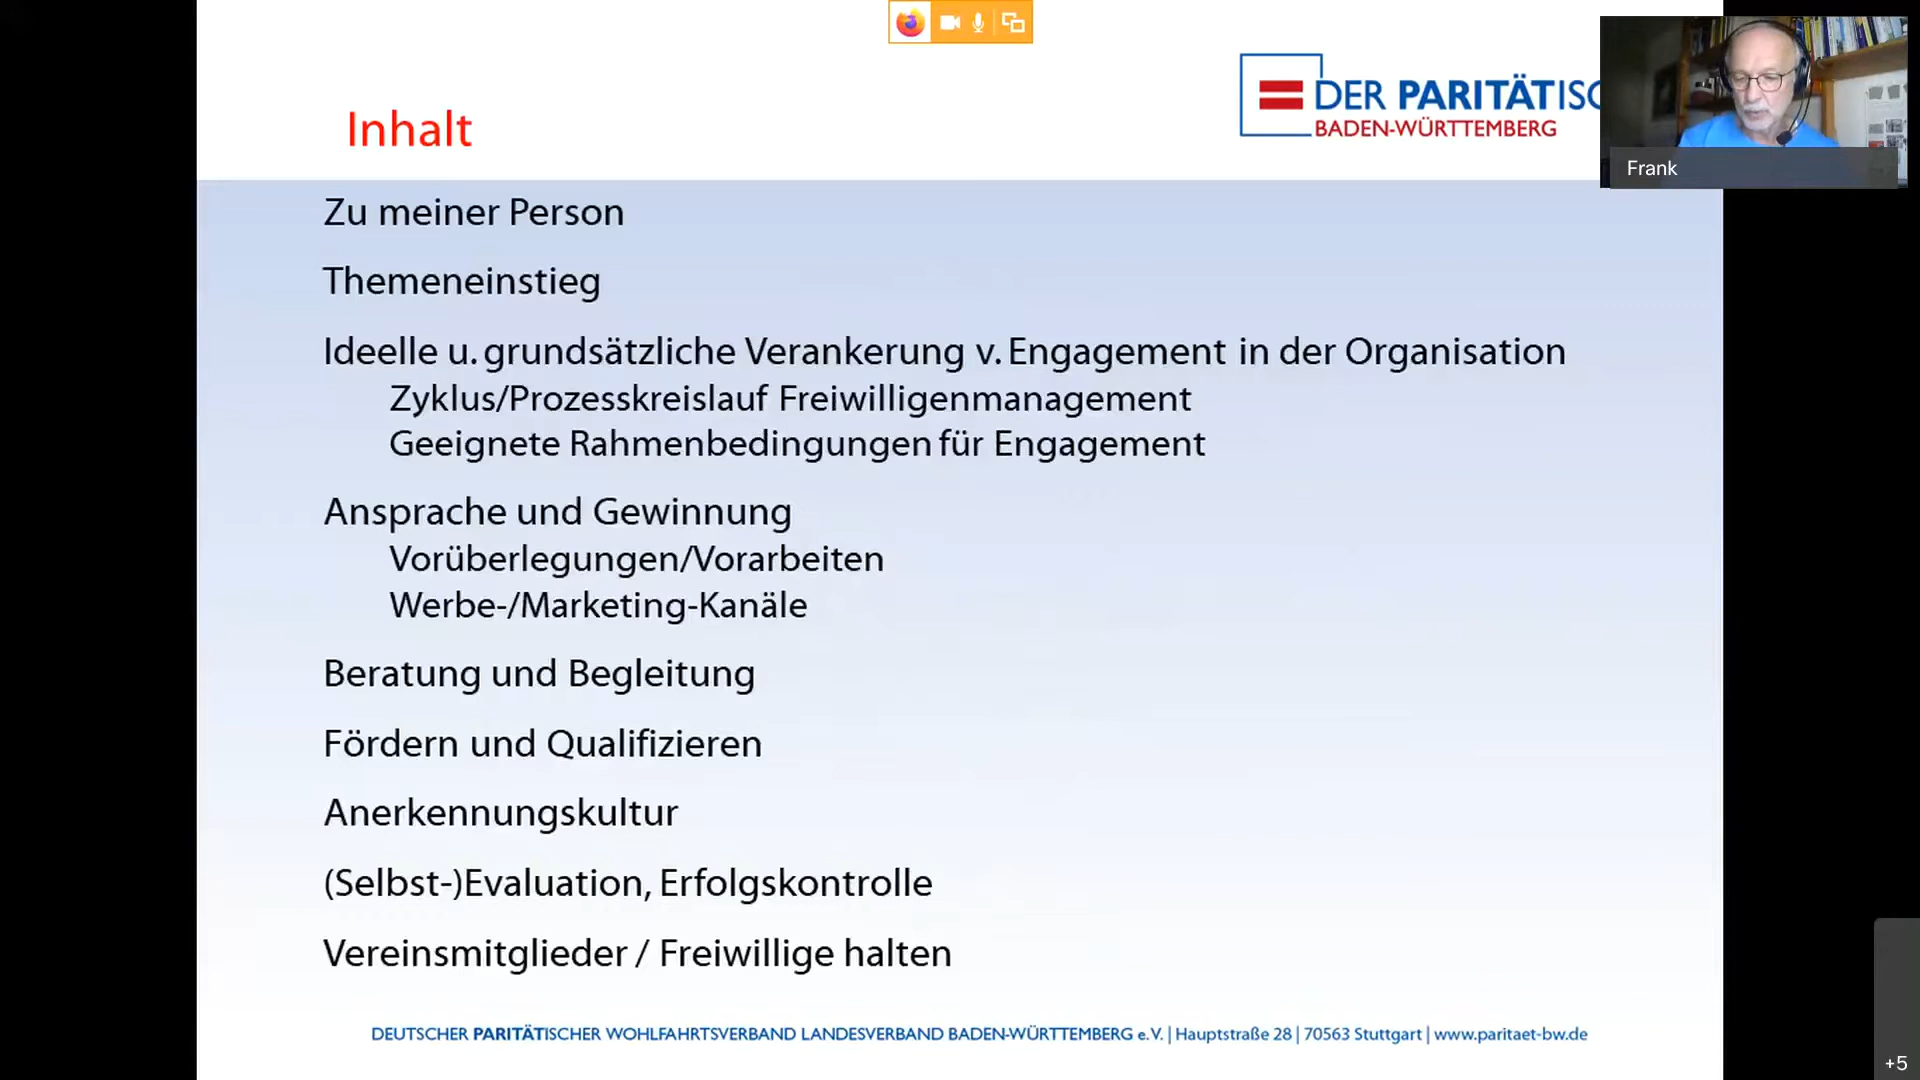 Inhalt
DER PARITÄTISC
BADEN-WÜRTTEMBERG
Frank
Zu meiner Person
Themeneinstieg
Ideelle u. grundsätzliche Verankerung v. Engagement in der Organisation
Zyklus/Prozesskreislauf Freiwilligenmanagement
Geeignete Rahmenbedingungen für Engagement
Ansprache und Gewinnung
Vorüberlegungen/Vorarbeiten
Werbe-/Marketing-Kanäle
Beratung und Begleitung
Fördern und Qualifizieren
Anerkennungskultur
(Selbst-)Evaluation, Erfolgskontrolle
Vereinsmitglieder / Freiwillige halten
DEUTSCHER PARITÄTISCHER WOHLFAHRTSVERBAND LANDESVERBAND BADEN-WÜRTTEMBERG e.V. | Hauptstraße 28 | 70563 Stuttgart | www.paritaet-bw.de
+5